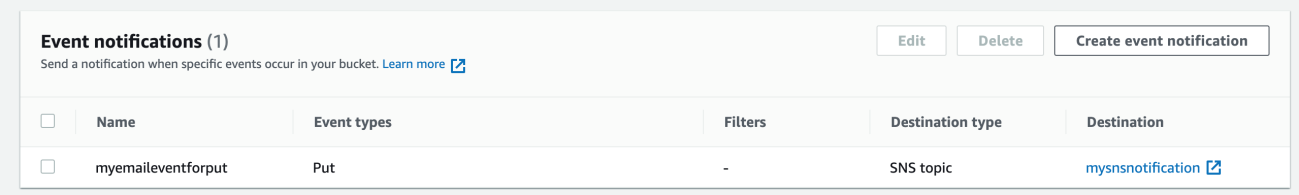 Event notifications (1)
Edit
Delete
Create event notification
Send a notification when specific events occur in your bucket. Learn more
Name Event types Filters Destination type Destination
myemaileventforput Put - SNS topic mysnsnotification